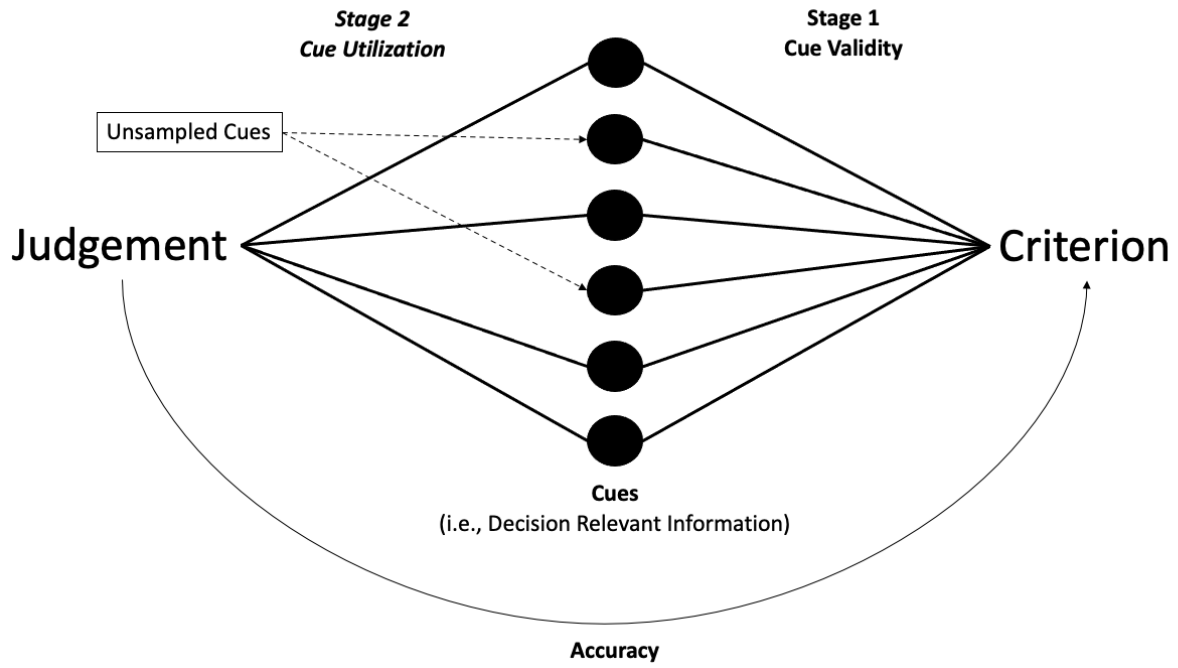 Stage 2
Cue Utilization
Stage 1
Cue Validity
Unsampled Cues
Judgement
Criterion
Cues
(i.e., Decision Relevant Information)
Accuracy